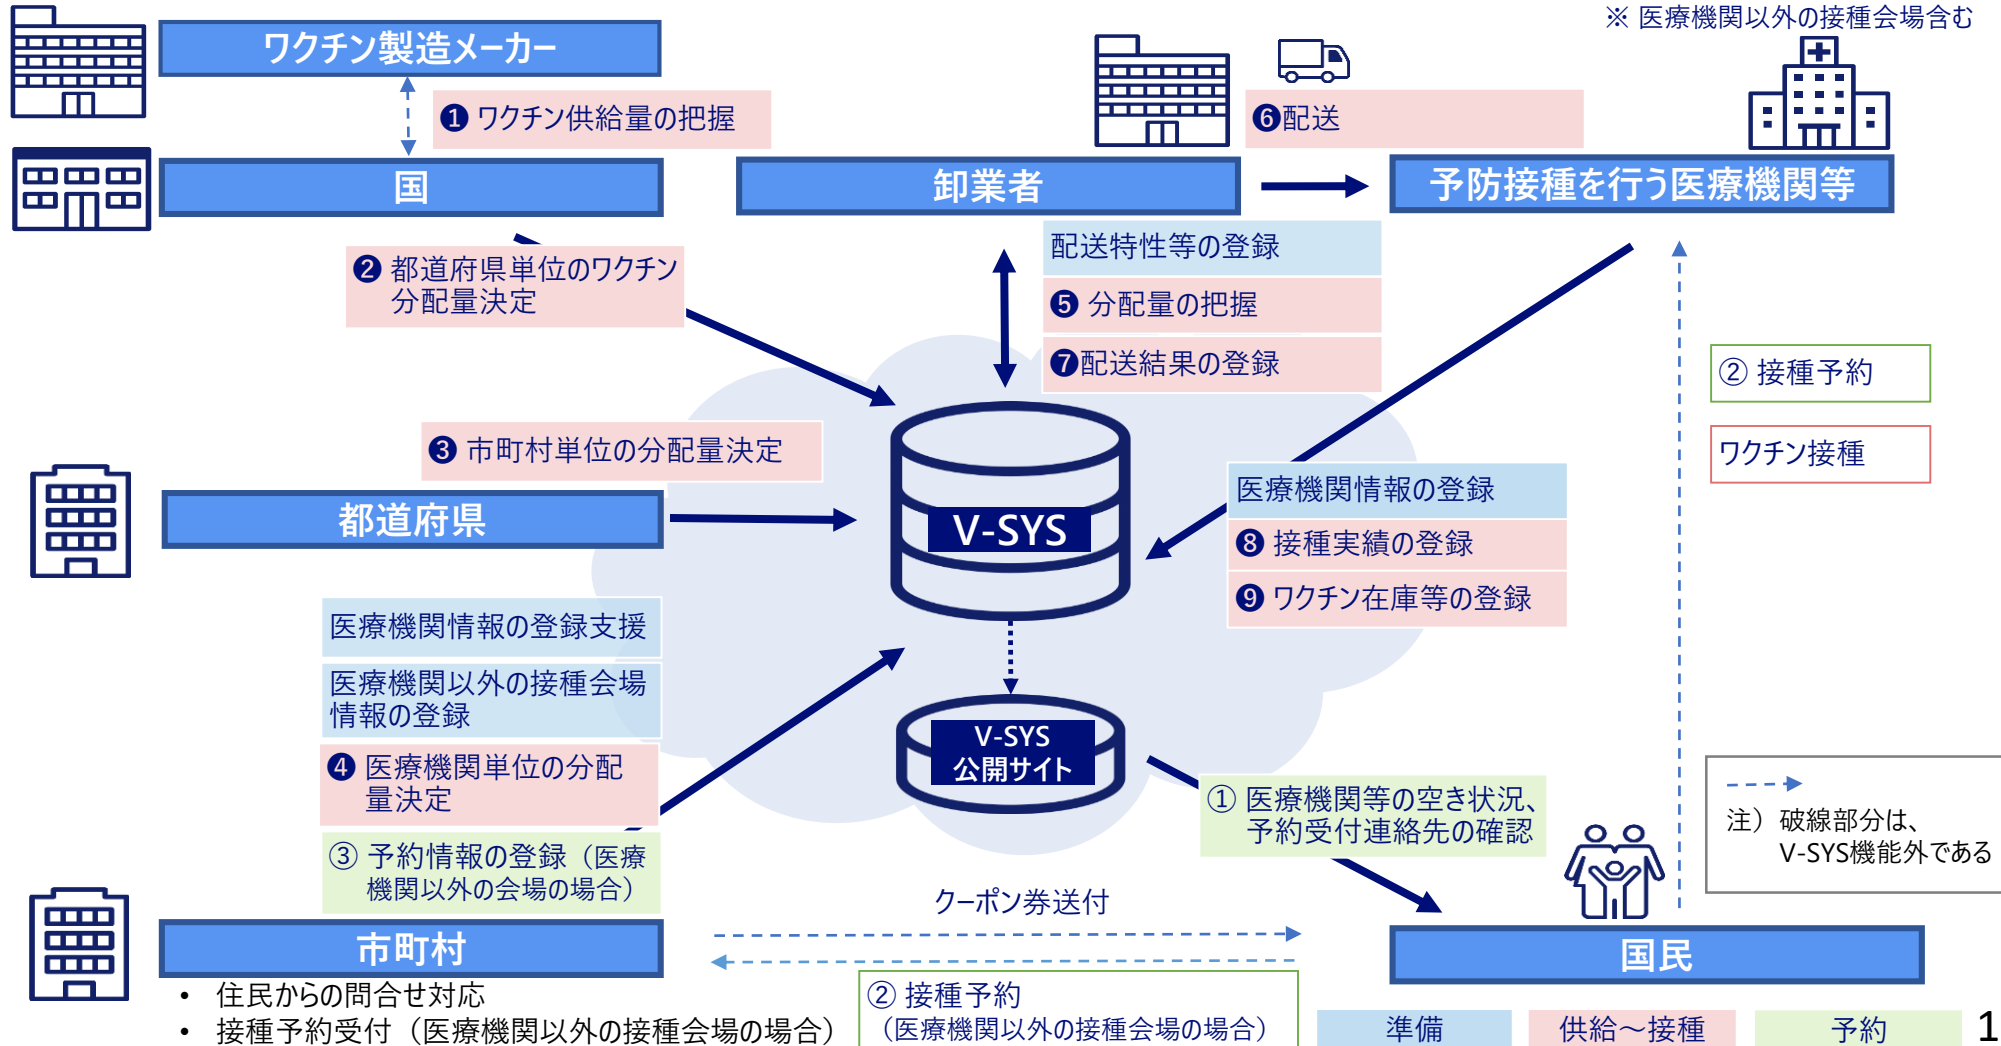 ※ 医療機関以外の接種会場含む
ワクチン製造メーカー
❶ ワクチン供給量の把握
❻配送
国
卸業者
予防接種を行う医療機関等
❷ 都道府県単位のワクチン
分配量決定
配送特性等の登録
❺ 分配量の把握
❼配送結果の登録
② 接種予約
ワクチン接種
❸ 市町村単位の分配量決定
都道府県
V-SYS
医療機関情報の登録
❽ 接種実績の登録
❾ ワクチン在庫等の登録
医療機関情報の登録支援
医療機関以外の接種会場
情報の登録
❹ 医療機関単位の分配
量決定
③ 予約情報の登録（医療
機関以外の会場の場合）
V-SYS
公開サイト
① 医療機関等の空き状況、
予約受付連絡先の確認
注）破線部分は、
V-SYS機能外である
クーポン券送付
市町村
国民
• 住民からの問合せ対応
• 接種予約受付（医療機関以外の接種会場の場合）
② 接種予約
（医療機関以外の接種会場の場合）
準備
供給～接種
予約
1